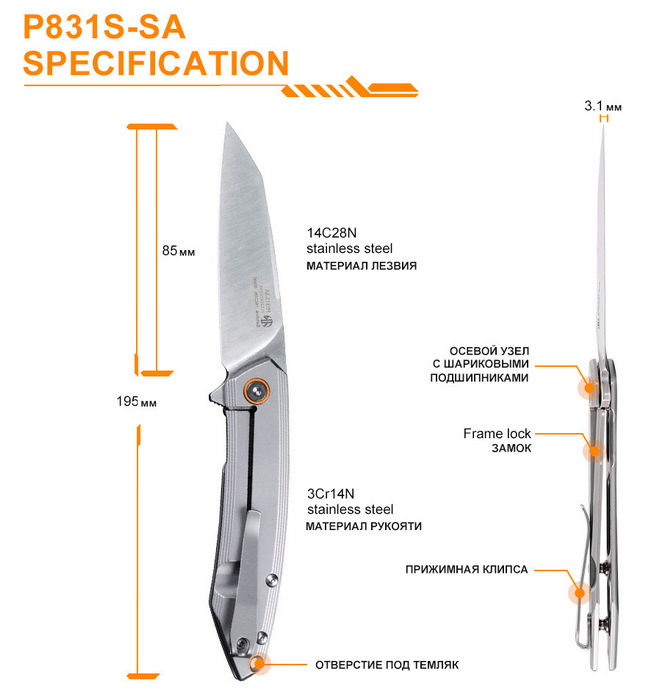 P831S-SA
SPECIFICATION
3.1 мм
85 мм
14C28N
stainless steel
МАТЕРИАЛ ЛЕЗВИЯ
ОСЕВОЙ УЗЕЛ
С ШАРИКОВЫМИ
ПОДШИПНИКАМИ
195 мм
Frame lock
ЗАМОК
3Cr14N
stainless steel
МАТЕРИАЛ РУКОЯТИ
ПРИЖИМНАЯ КЛИПСА
ОТВЕРСТИЕ ПОД ТЕМЛЯК